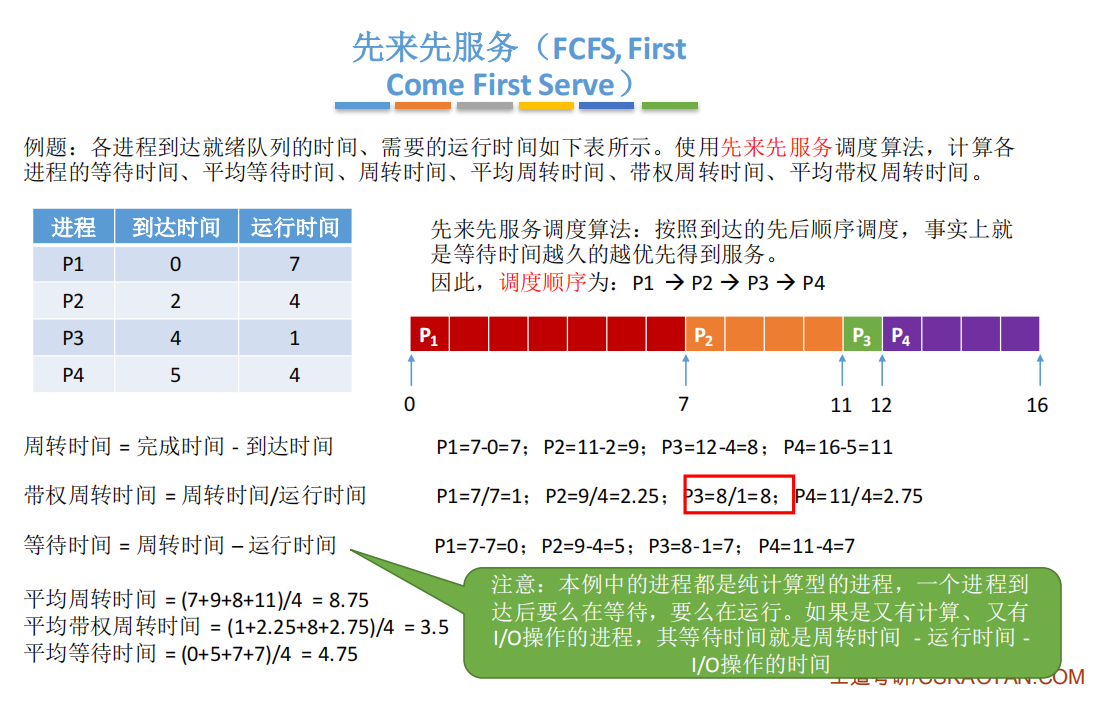 先来先服务（FCFS, First
Come First Serve）
例题：各进程到达就绪队列的时间、需要的运行时间如下表所示。使用先来先服务调度算法，计算各
进程的等待时间、平均等待时间、周转时间、平均周转时间、带权周转时间、平均带权周转时间。
进程 到达时间 运行时间
P1 0 7
P2 2 4
P3 4 1
P4 5 4
先来先服务调度算法：按照到达的先后顺序调度，事实上就
是等待时间越久的越优先得到服务。
因此，调度顺序为：P1 → P2 → P3 → P4
P1 P2 P3 P4
0 7 11 12 16
周转时间 = 完成时间 - 到达时间 P1=7-0=7；P2=11-2=9；P3=12-4=8；P4=16-5=11
带权周转时间 = 周转时间/运行时间 P1=7/7=1；P2=9/4=2.25；P3=8/1=8；P4=11/4=2.75
等待时间 = 周转时间 – 运行时间 P1=7-7=0；P2=9-4=5；P3=8-1=7；P4=11-4=7
平均周转时间 = (7+9+8+11)/4 = 8.75
平均带权周转时间 = (1+2.25+8+2.75)/4 = 3.5
平均等待时间 = (0+5+7+7)/4 = 4.75
注意：本例中的进程都是纯计算型的进程，一个进程到
达后要么在等待，要么在运行。如果是又有计算、又有
I/O操作的进程，其等待时间就是周转时间 - 运行时间 -
I/O操作的时间
王道考研/CSKAOYAN.COM